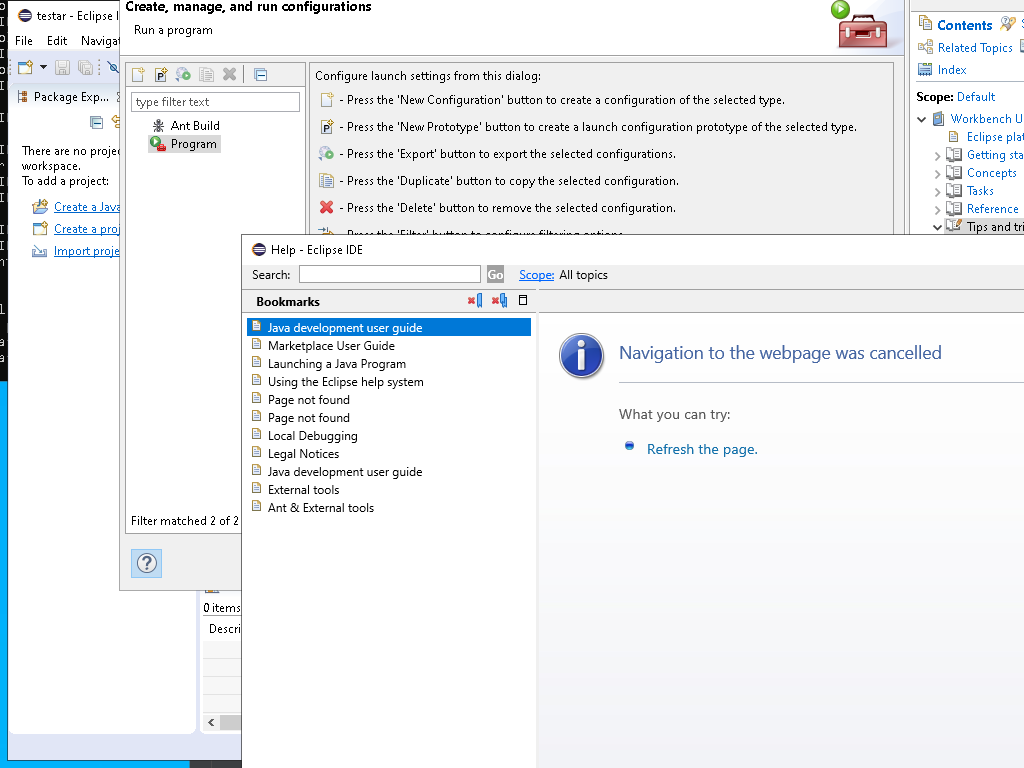 testar - Eclipse I
File Edit Navigat
Package Exp...
There are no projec
workspace.
To add a project:
Create a Java
Create a proj
Import proje
0 items
Descri
Create, manage, and run configurations
Run a program
type filter text
Ant Build
Program
Filter matched 2 of 2
Configure launch settings from this dialog:
- Press the 'New Configuration' button to create a configuration of the selected type.
- Press the 'New Prototype' button to create a launch configuration prototype of the selected type.
- Press the 'Export' button to export the selected configurations.
- Press the 'Duplicate' button to copy the selected configuration.
- Press the 'Delete' button to remove the selected configuration.
- Press the 'Filter' button to configure filtering options.
Contents
Related Topics
Index
Scope: Default
Workbench U
Eclipse plat
Getting sta
Concepts
Tasks
Reference
Tips and tri
Help - Eclipse IDE
Search: Go Scope: All topics
Bookmarks
Java development user guide
Marketplace User Guide
Launching a Java Program
Using the Eclipse help system
Page not found
Page not found
Local Debugging
Legal Notices
Java development user guide
External tools
Ant & External tools
Navigation to the webpage was cancelled
What you can try:
Refresh the page.